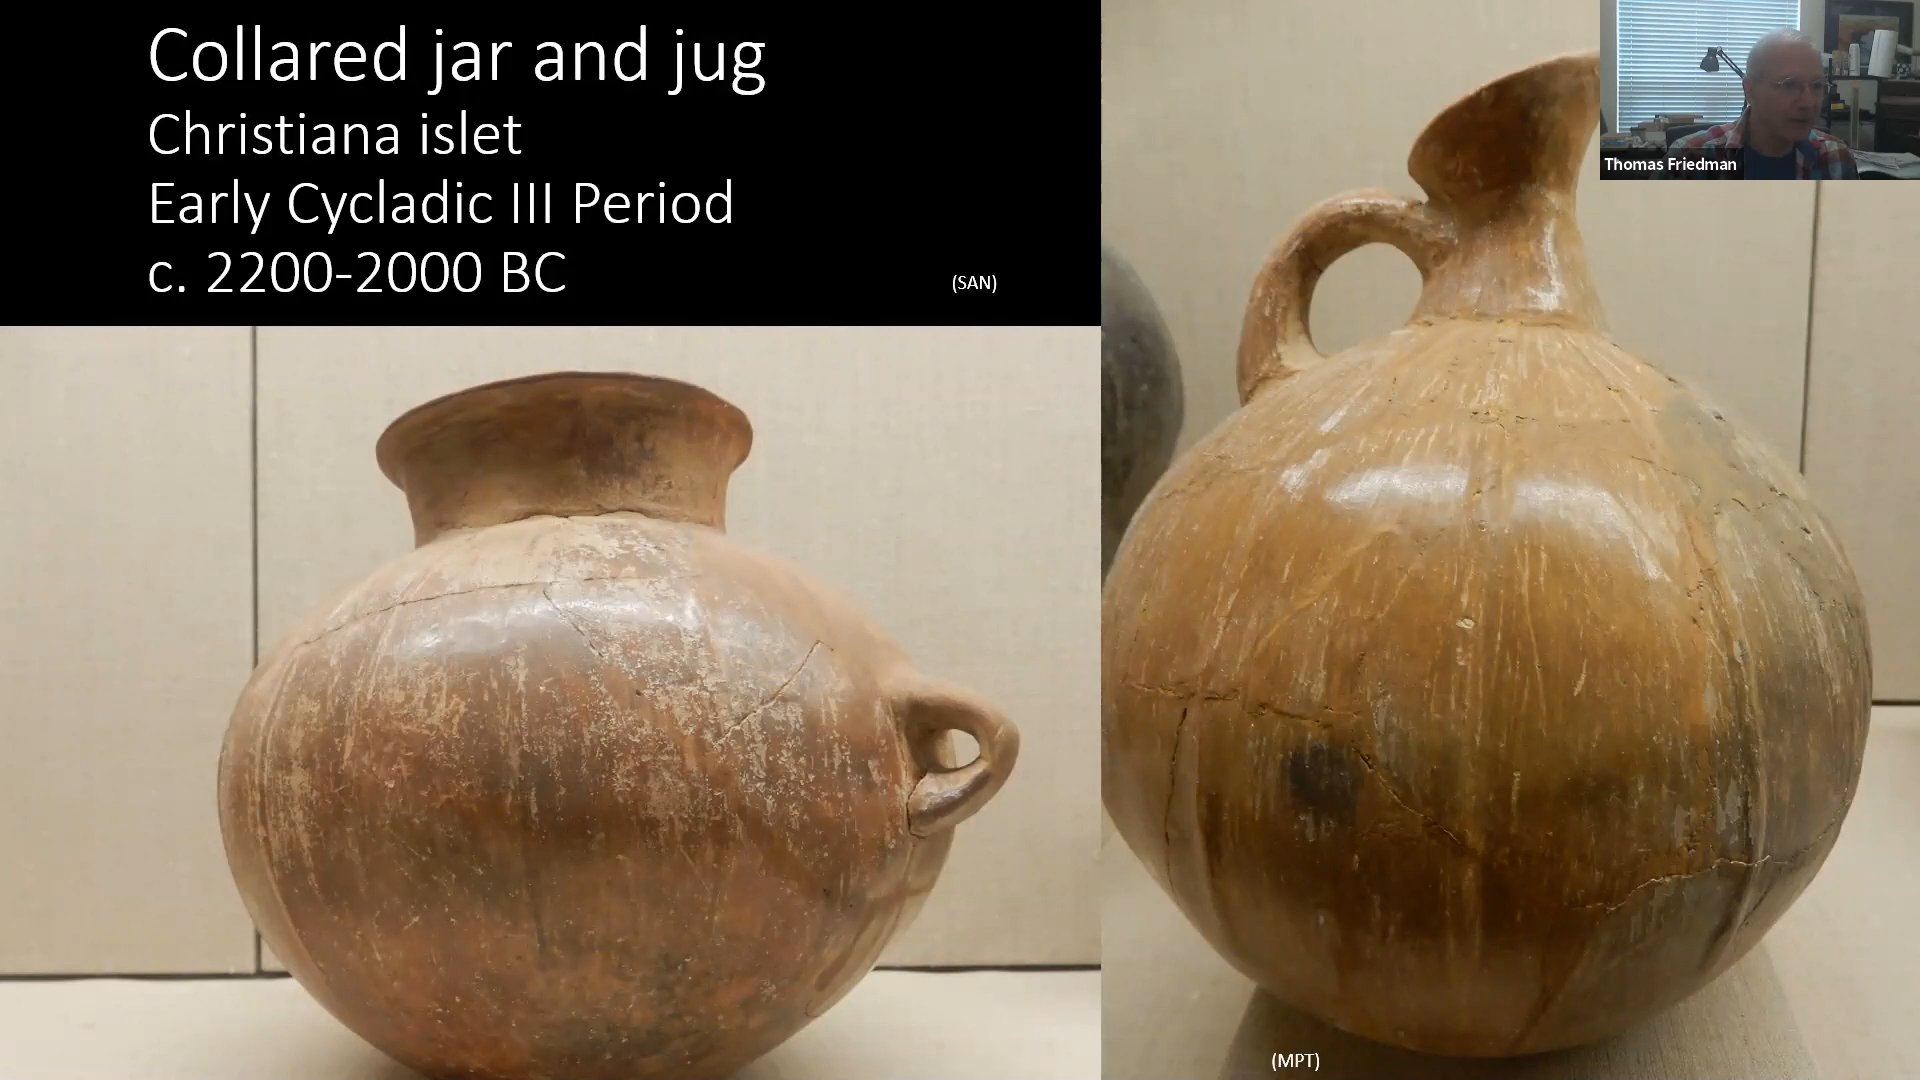 Collared jar and jug
Christiana islet
Early Cycladic III Period
c. 2200-2000 BC
(SAN)
Thomas Friedman
(MPT)